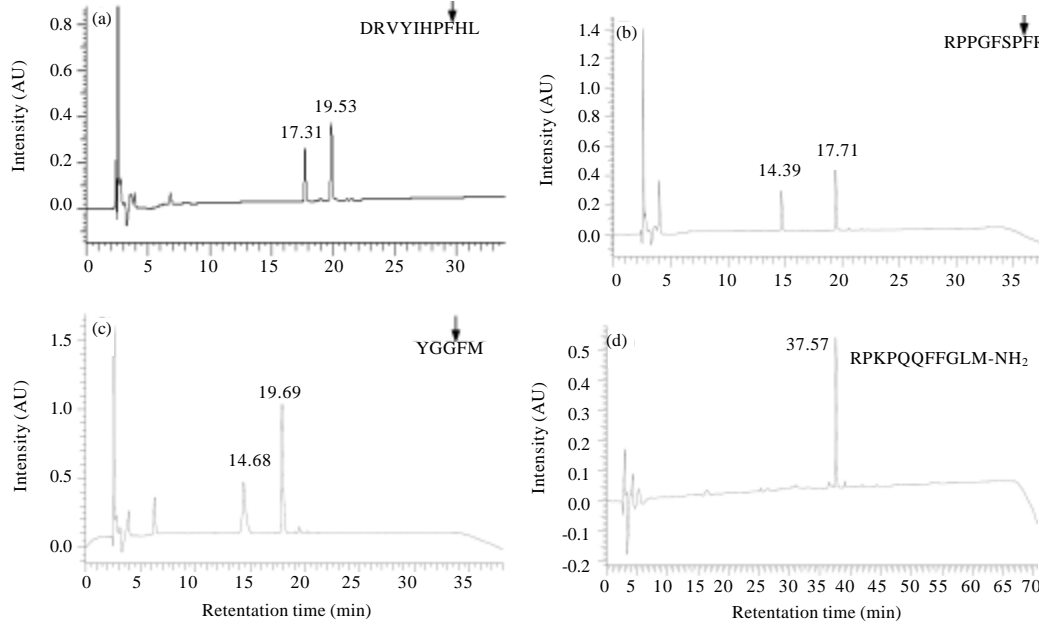 (a)
DRVYIHPFHL
Intensity (AU)
0.8
0.6
0.4
0.2
0.0
17.31
19.53
0 5 10 15 20 25 30
(b)
Intensity (AU)
1.4
1.2
1.0
0.8
0.6
0.4
0.2
0.0
14.39
17.71
0 5 10 15 20 25 30 35
(c)
YGGFM
Intensity (AU)
1.5
1.0
0.5
0.0
14.68
19.69
0 5 10 15 20 25 30 35
Retentation time (min)
(d)
RPKPQQFFGLM-NH₂
Intensity (AU)
0.5
0.4
0.3
0.2
0.1
0.0
-0.1
-0.2
37.57
0 5 10 15 20 25 30 35 40 45 50 55 60 65 70
Retentation time (min)